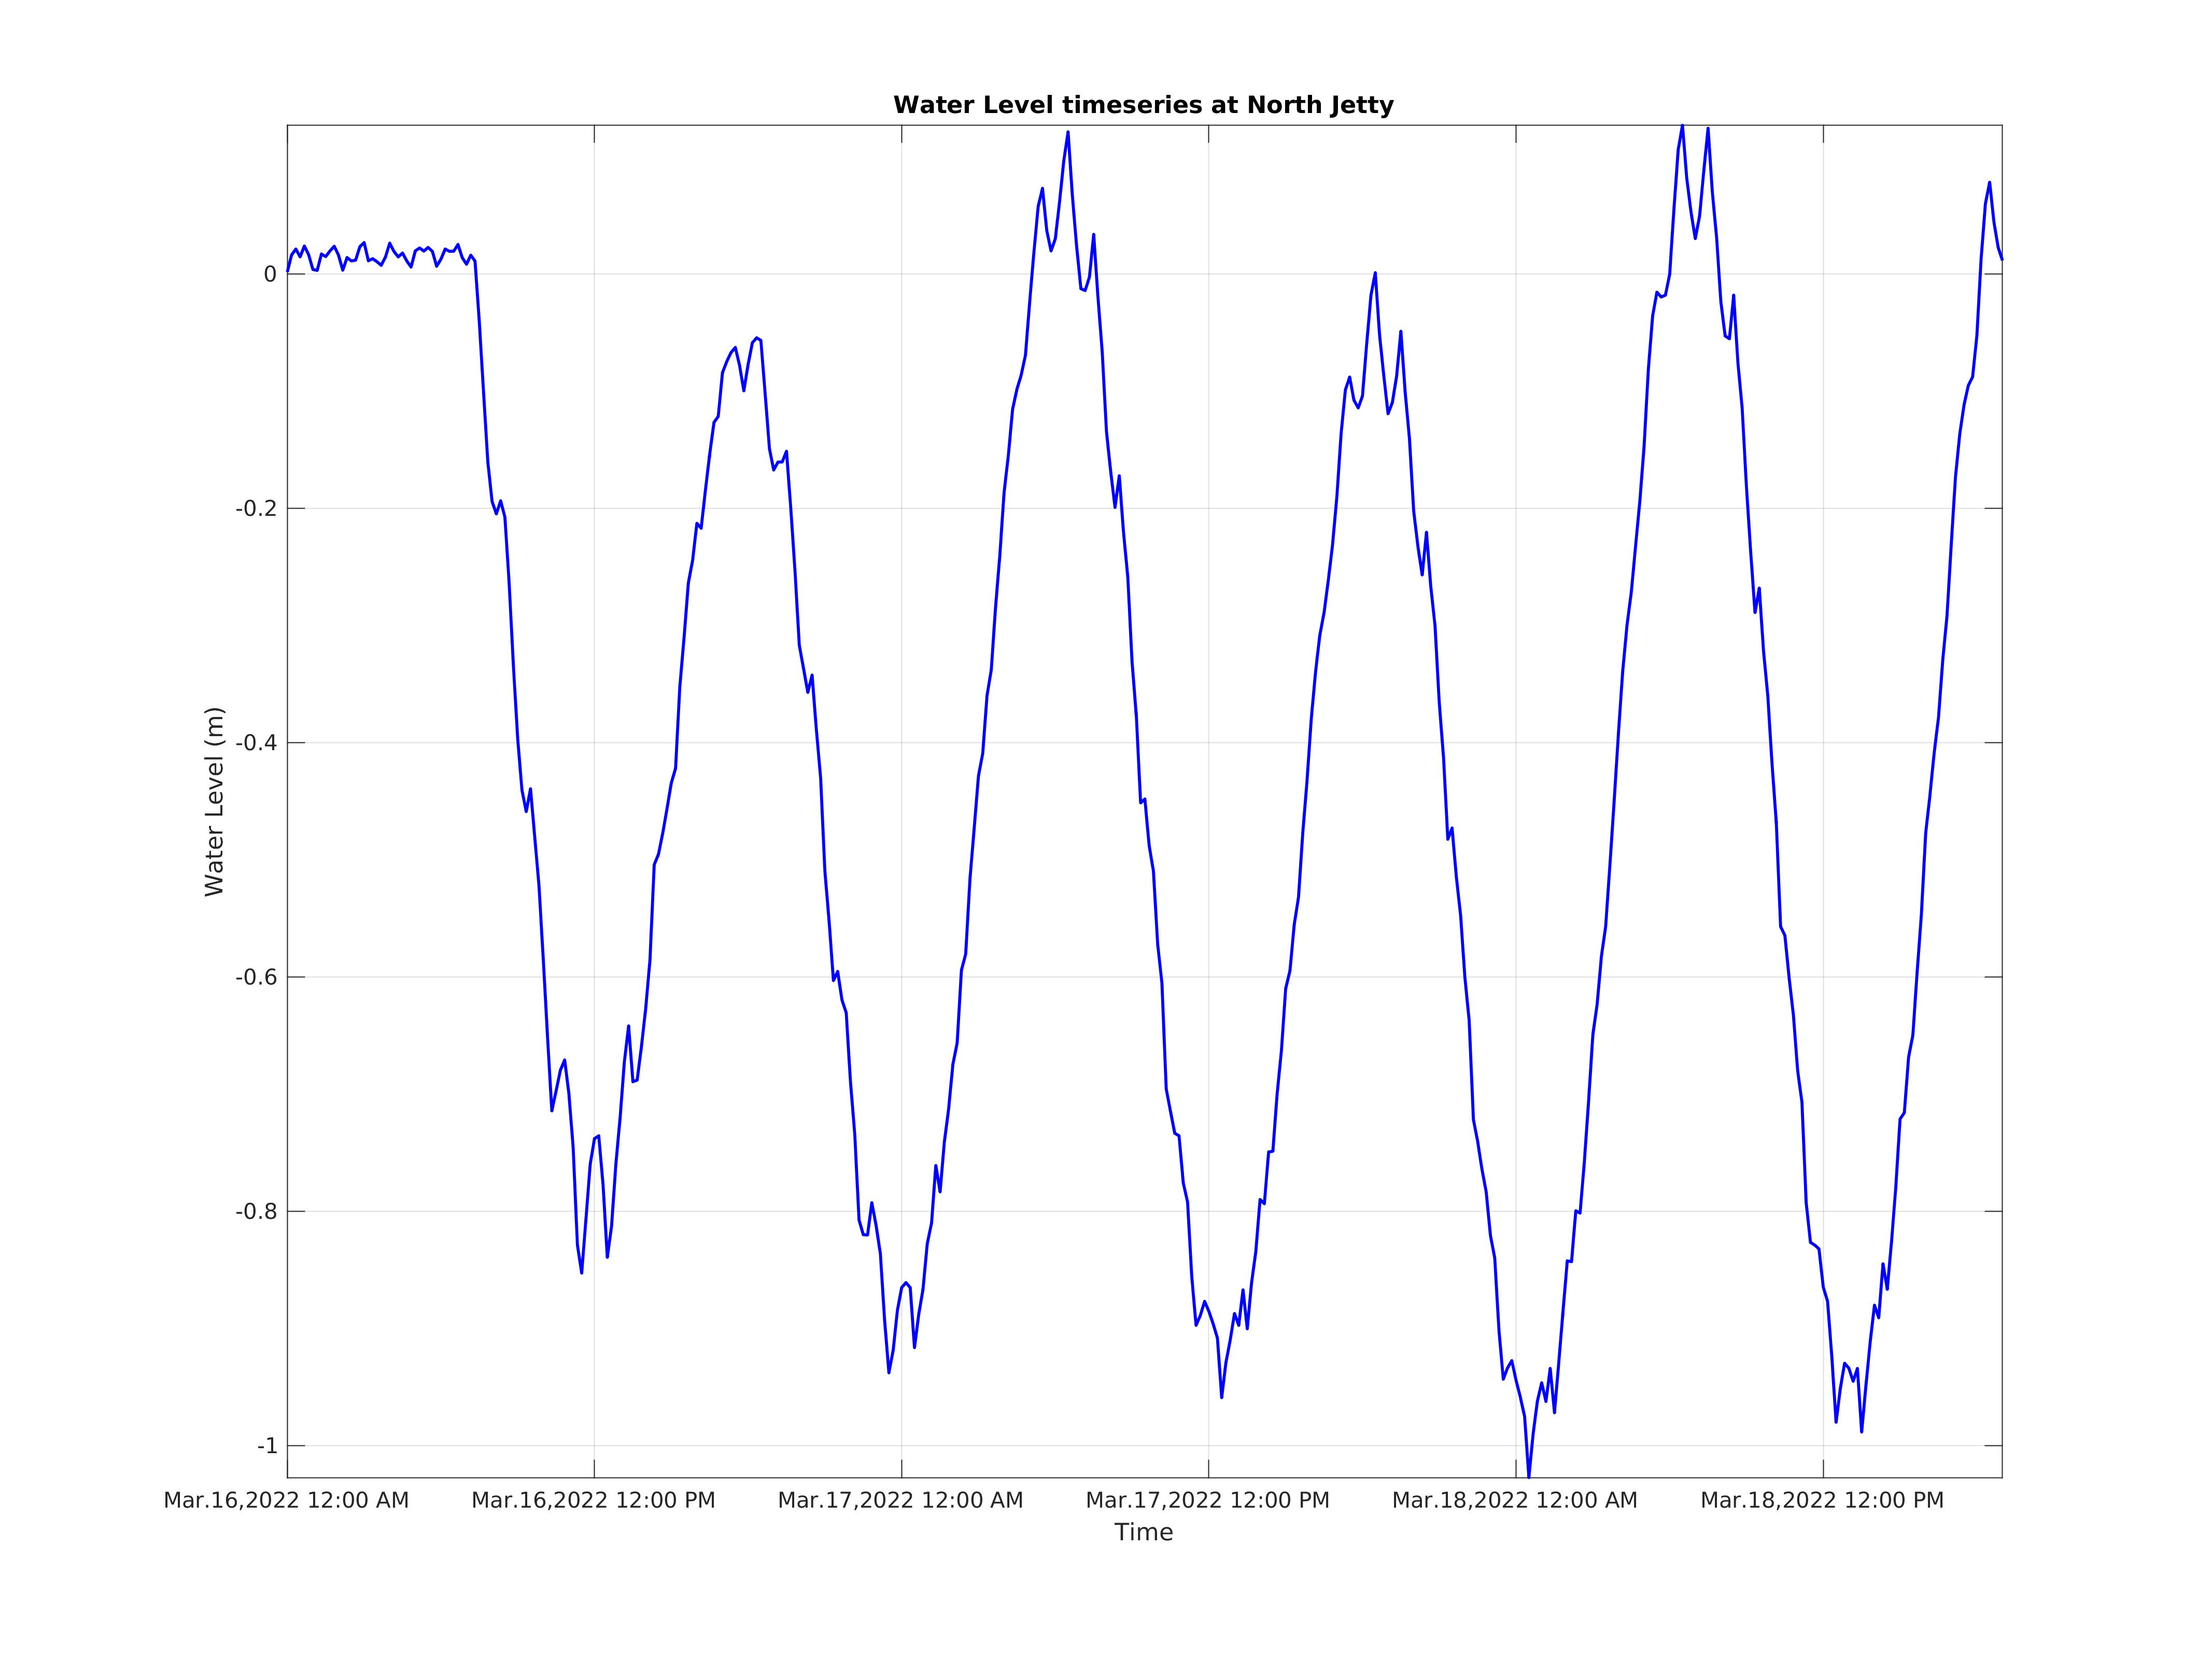 Water Level timeseries at North Jetty
Water Level (m)
0
-0.2
-0.4
-0.6
-0.8
-1
Mar.16,2022 12:00 AM
Mar.16,2022 12:00 PM
Mar.17,2022 12:00 AM
Mar.17,2022 12:00 PM
Mar.18,2022 12:00 AM
Mar.18,2022 12:00 PM
Time